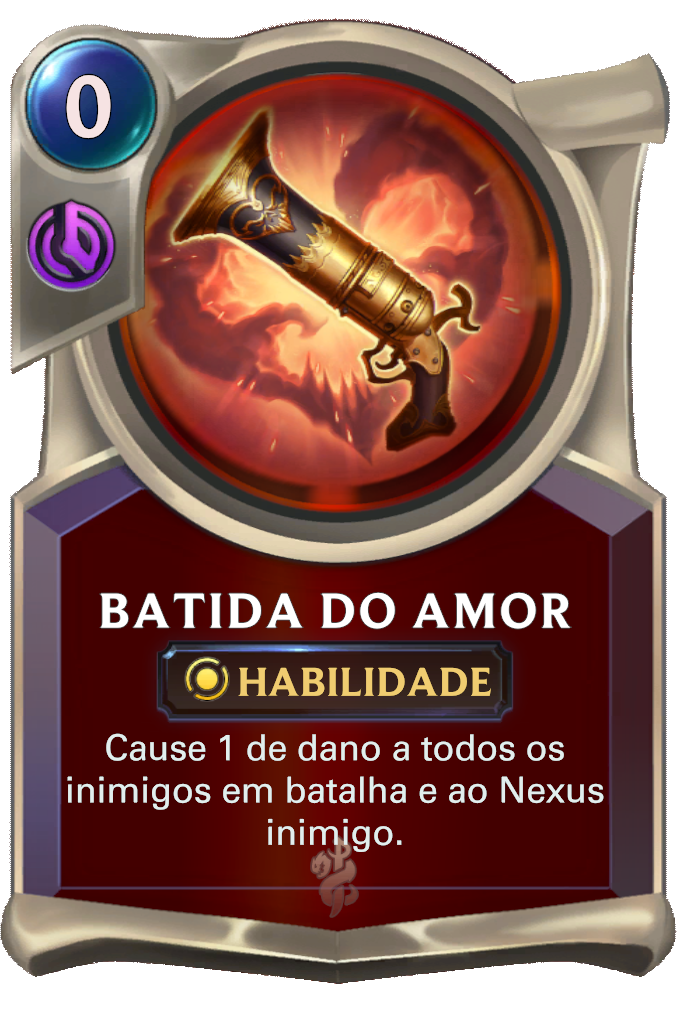 0
BATIDA DO AMOR
HABILIDADE
Cause 1 de dano a todos os
inimigos em batalha e ao Nexus
inimigo.